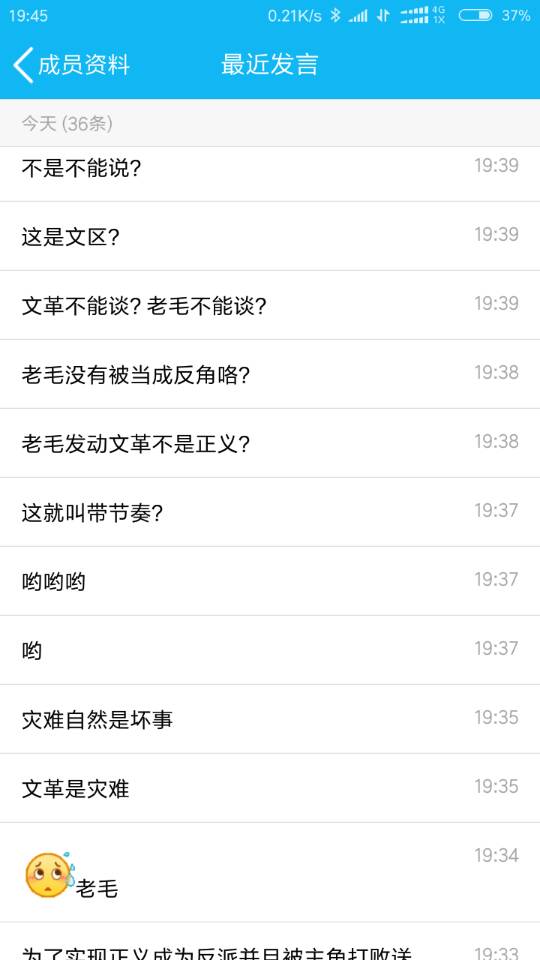 19:45
0.21K/s
4G
1X
37%
成员资料
最近发言
今天 (36条)
不是不能说?
19:39
这是文区?
19:39
文革不能谈? 老毛不能谈?
19:39
老毛没有被当成反角咯?
19:38
老毛发动文革不是正义?
19:38
这就叫带节奏?
19:37
哟哟哟
19:37
哟
19:37
灾难自然是坏事
19:35
文革是灾难
19:35
老毛
19:34
为了实现正义成为反派并且被主角打败送
19:33